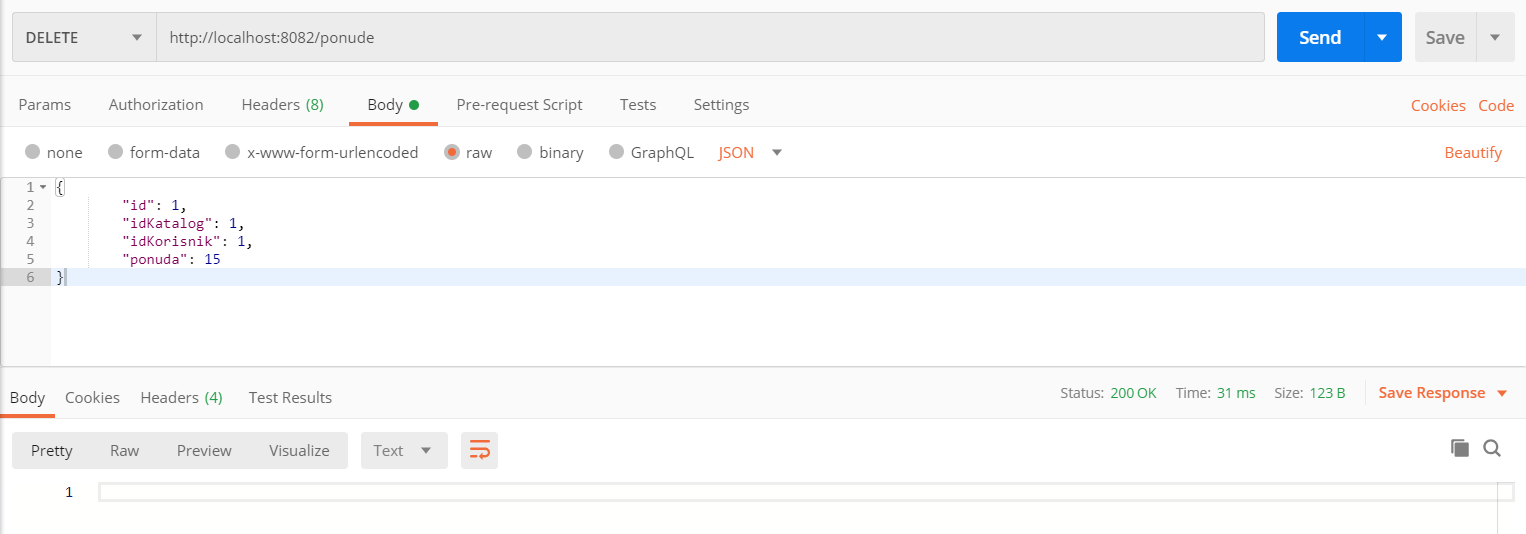 DELETE http://localhost:8082/ponude Send Save
Params Authorization Headers (8) Body Pre-request Script Tests Settings Cookies Code
none form-data x-www-form-urlencoded raw binary GraphQL JSON Beautify
1 {
2 "id": 1,
3 "idKatalog": 1,
4 "idKorisnik": 1,
5 "ponuda": 15
6 }
Body Cookies Headers (4) Test Results Status: 200 OK Time: 31 ms Size: 123 B Save Response
Pretty Raw Preview Visualize Text
1